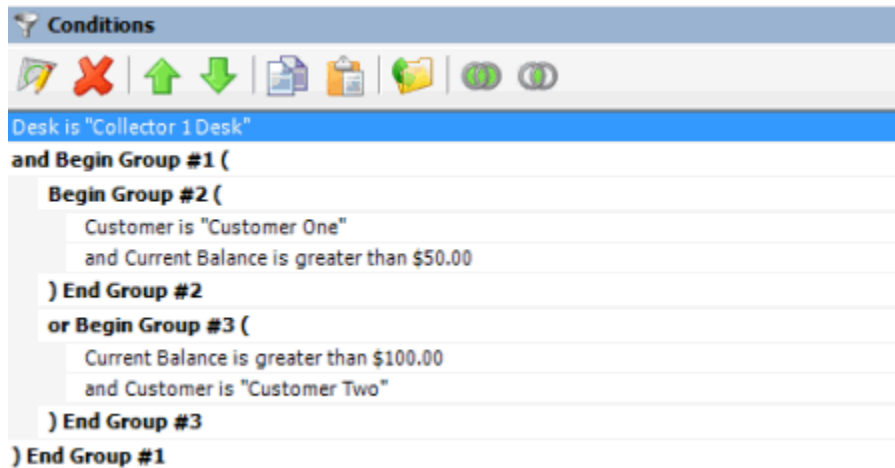 Conditions
Desk is "Collector 1 Desk"
and Begin Group #1 (
Begin Group #2 (
Customer is "Customer One"
and Current Balance is greater than $50.00
) End Group #2
or Begin Group #3 (
Current Balance is greater than $100.00
and Customer is "Customer Two"
) End Group #3
) End Group #1